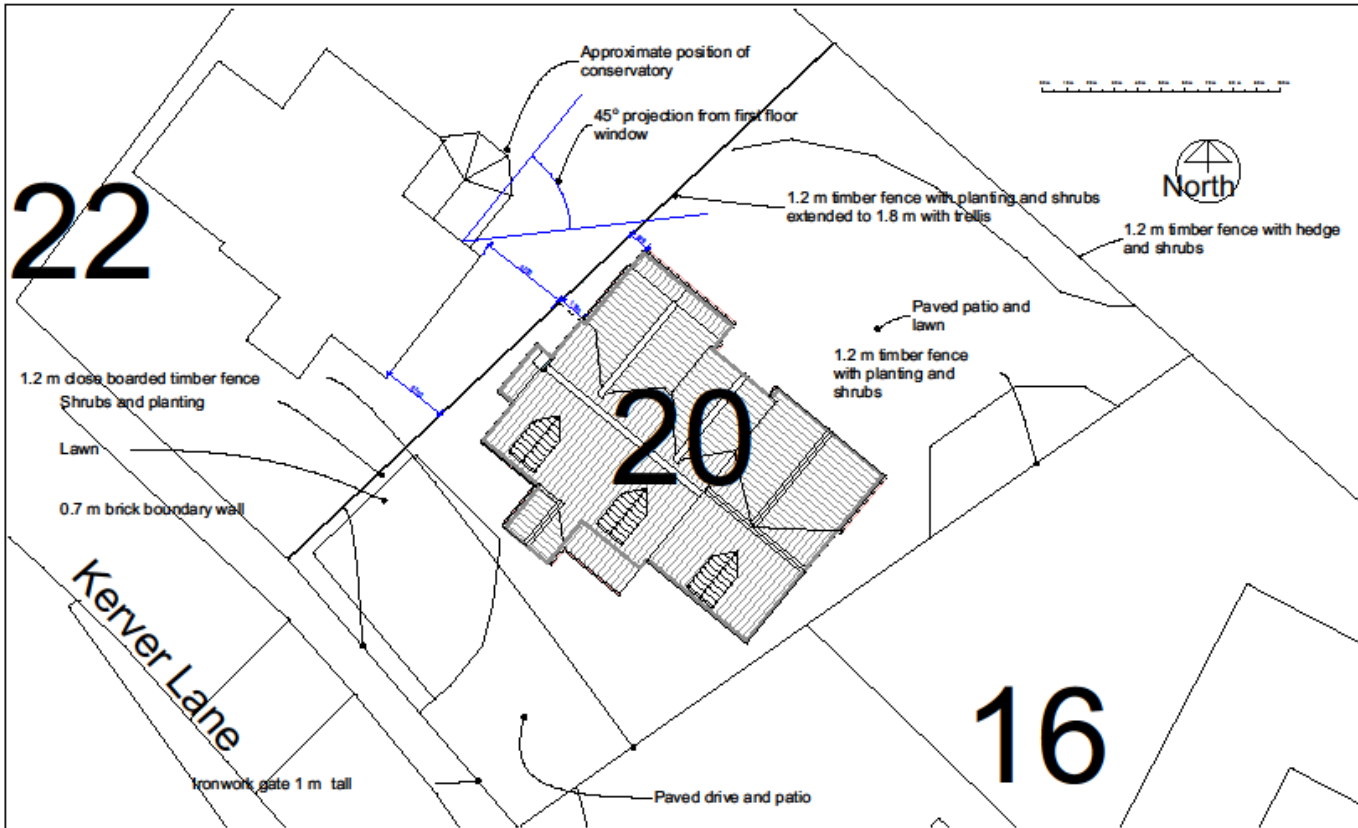 Approximate position of
conservatory
45° projection from first floor
window
22
North
1.2 m timber fence with planting and shrubs
extended to 1.8 m with trellis
1.2 m timber fence with hedge
and shrubs
Paved patio and
lawn
1.2 m timber fence
with planting and
shrubs
1.2 m close boarded timber fence
Shrubs and planting
20
Lawn
0.7 m brick boundary wall
Kerver Lane
16
Ironwork gate 1 m tall
Paved drive and patio